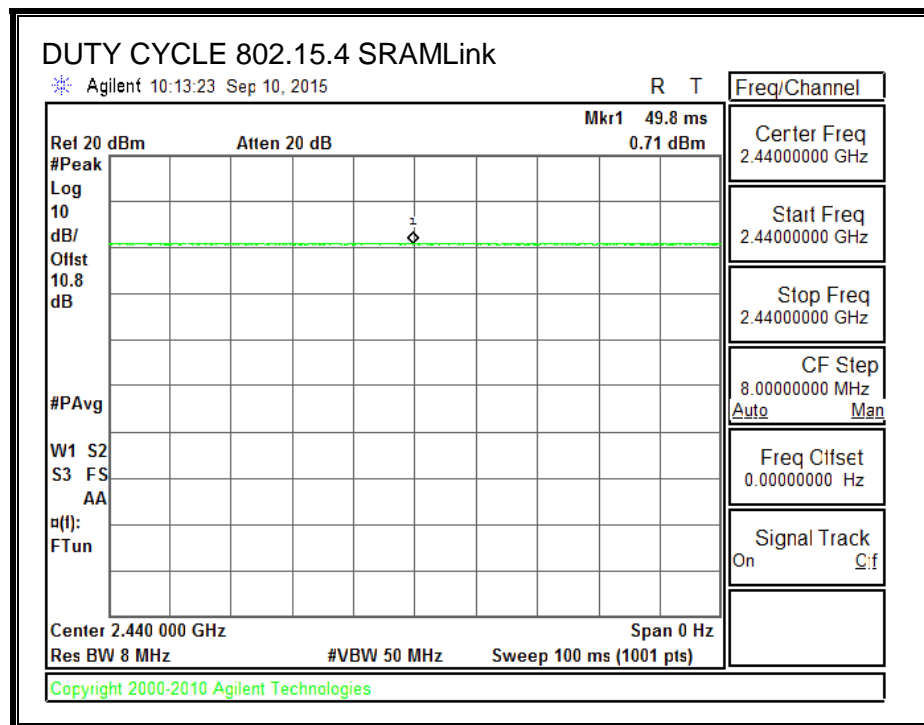 DUTY CYCLE 802.15.4 SRAMLink
Agilent 10:13:23 Sep 10, 2015 R T
Mkr1 49.8 ms
Ref 20 dBm Atten 20 dB 0.71 dBm
#Peak
Log
10
dB/
Offst
10.8
dB
1
#PAvg
W1 S2
S3 FS
AA
¤(f):
FTun
Center 2.440 000 GHz Span 0 Hz
Res BW 8 MHz #VBW 50 MHz Sweep 100 ms (1001 pts)
Copyright 2000-2010 Agilent Technologies
Freq/Channel
Center Freq
2.44000000 GHz
Start Freq
2.44000000 GHz
Stop Freq
2.44000000 GHz
CF Step
8.00000000 MHz
Auto Man
Freq Offset
0.00000000 Hz
Signal Track
On Off